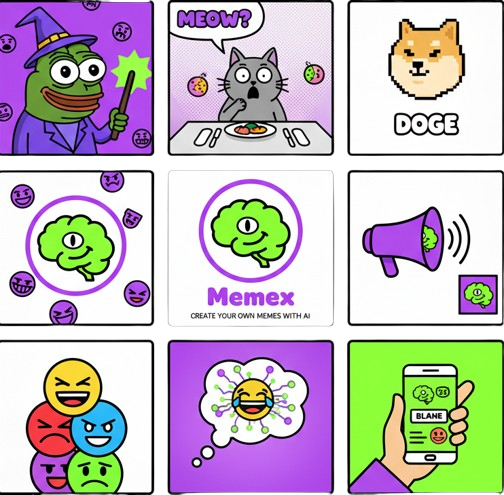 MEOW?
DOGE
Memex
CREATE YOUR OWN MEMES WITH AI
BLANE